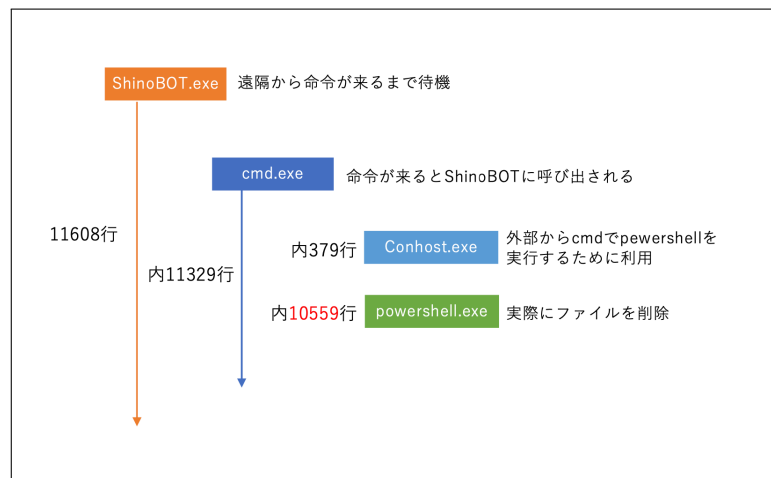 ShinoBOT.exe 遠隔から命令が来るまで待機
cmd.exe 命令が来るとShinoBOTに呼び出される
11608行
内11329行
内379行 Conhost.exe 外部からcmdでpewershellを
実行するために利用
内10559行 powershell.exe 実際にファイルを削除